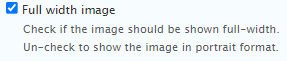 Full width image
Check if the image should be shown full-width.
Un-check to show the image in portrait format.